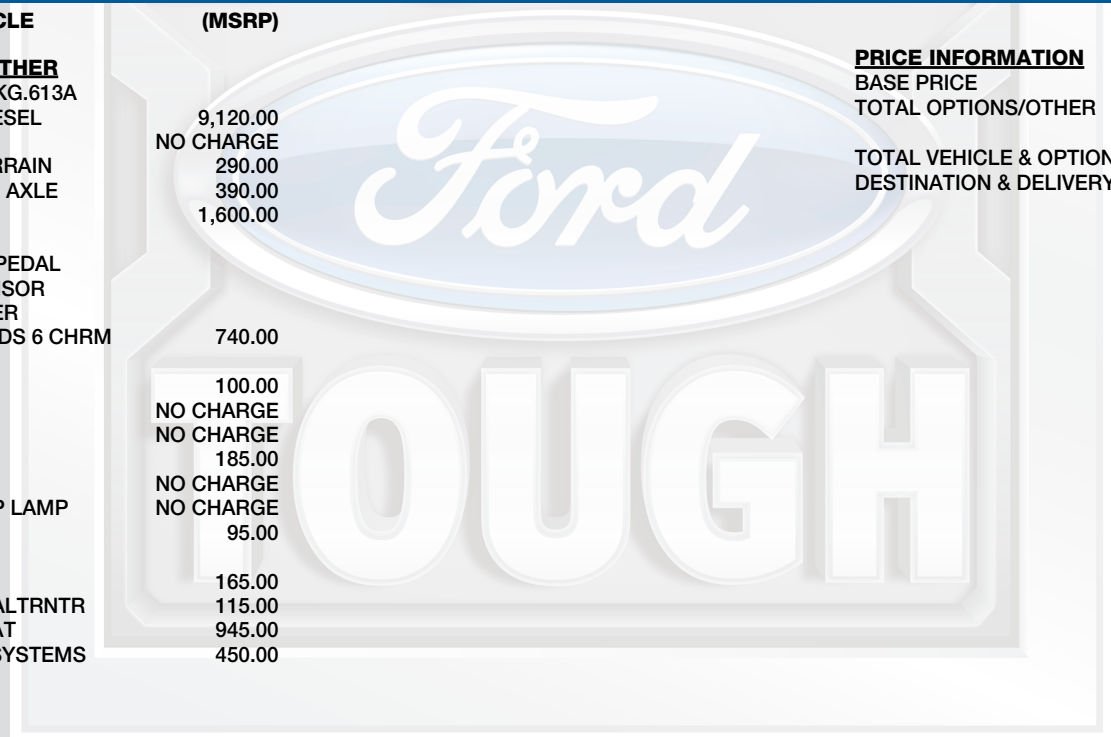 CLE (MSRP)
THER
KG.613A
ESEL 9,120.00
NO CHARGE
RRAIN 290.00
AXLE 390.00
1,600.00
PEDAL
SOR
ER
DS 6 CHRM 740.00
100.00
NO CHARGE
NO CHARGE
185.00
NO CHARGE
P LAMP NO CHARGE
95.00
165.00
ALTRNTR 115.00
AT 945.00
SYSTEMS 450.00
PRICE INFORMATION
BASE PRICE
TOTAL OPTIONS/OTHER
TOTAL VEHICLE & OPTION
DESTINATION & DELIVERY
Ford
TOUGH